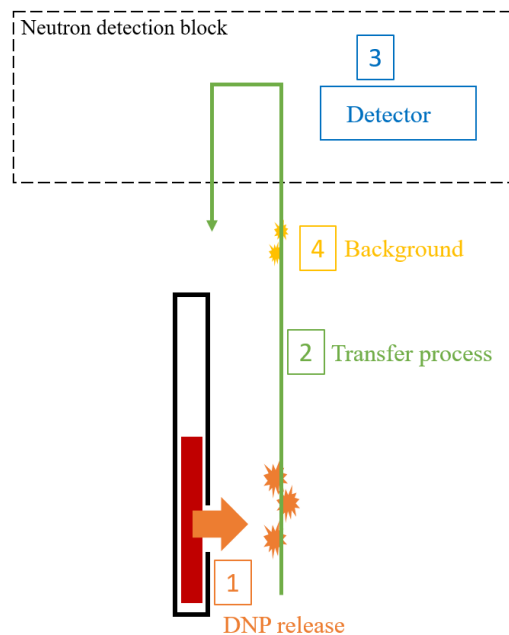 Neutron detection block
3
Detector
4 Background
2 Transfer process
1
DNP release